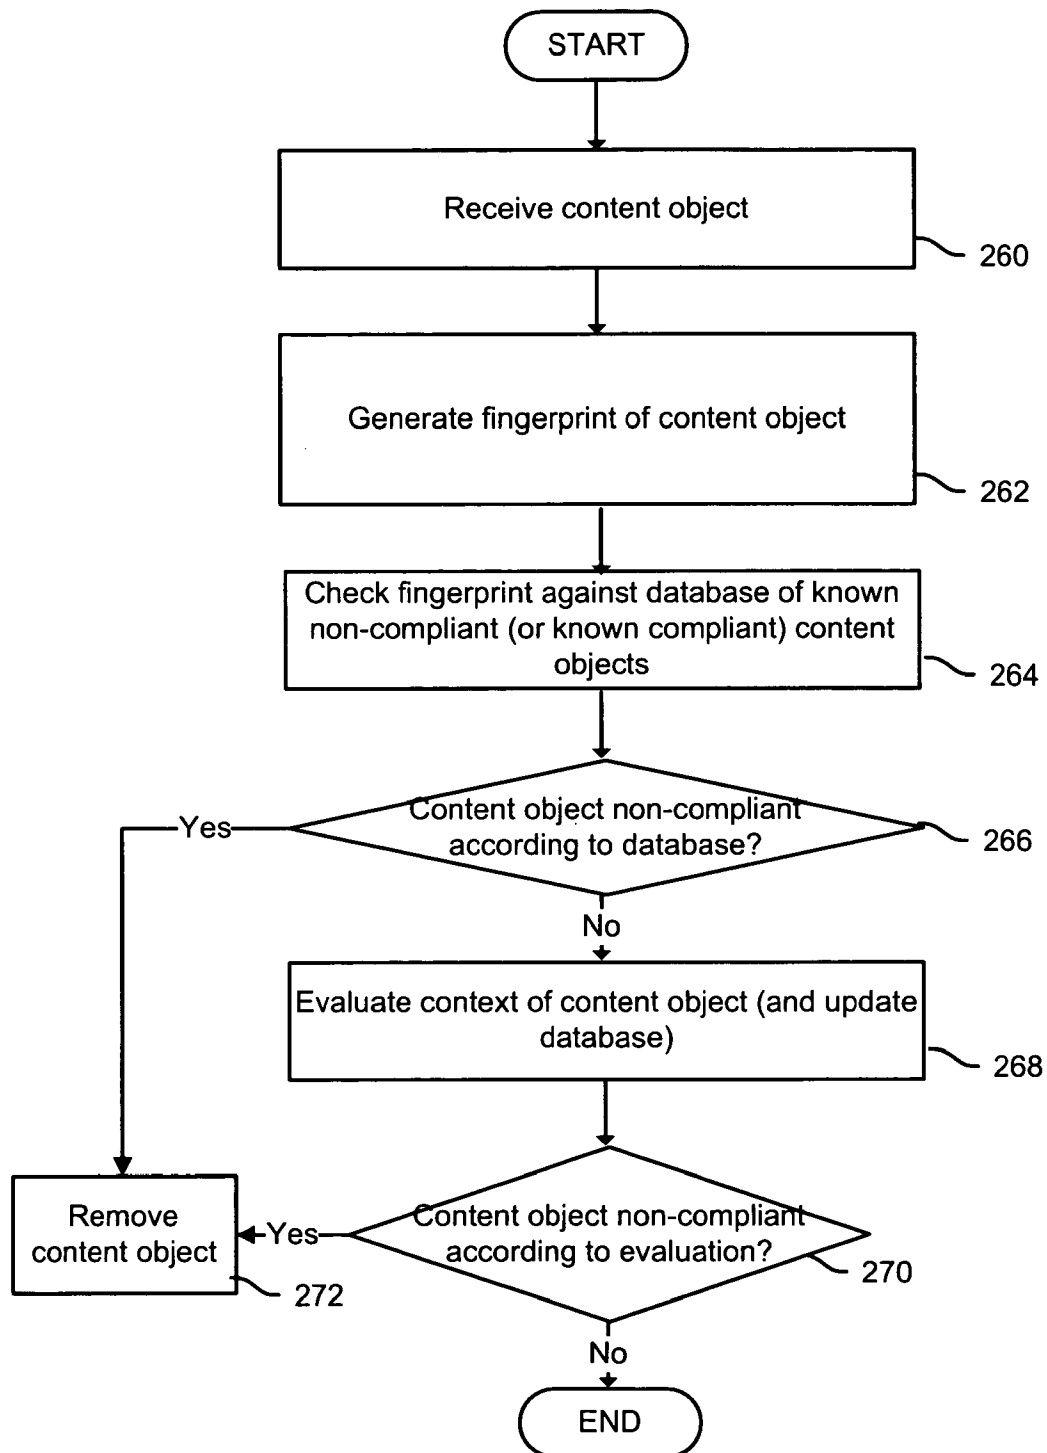 START
Receive content object
260
Generate fingerprint of content object
262
Check fingerprint against database of known
non-compliant (or known compliant) content
objects
264
Content object non-compliant
according to database?
266
Yes
No
Evaluate context of content object (and update
database)
268
Content object non-compliant
according to evaluation?
270
Yes
Remove
content object
272
No
END